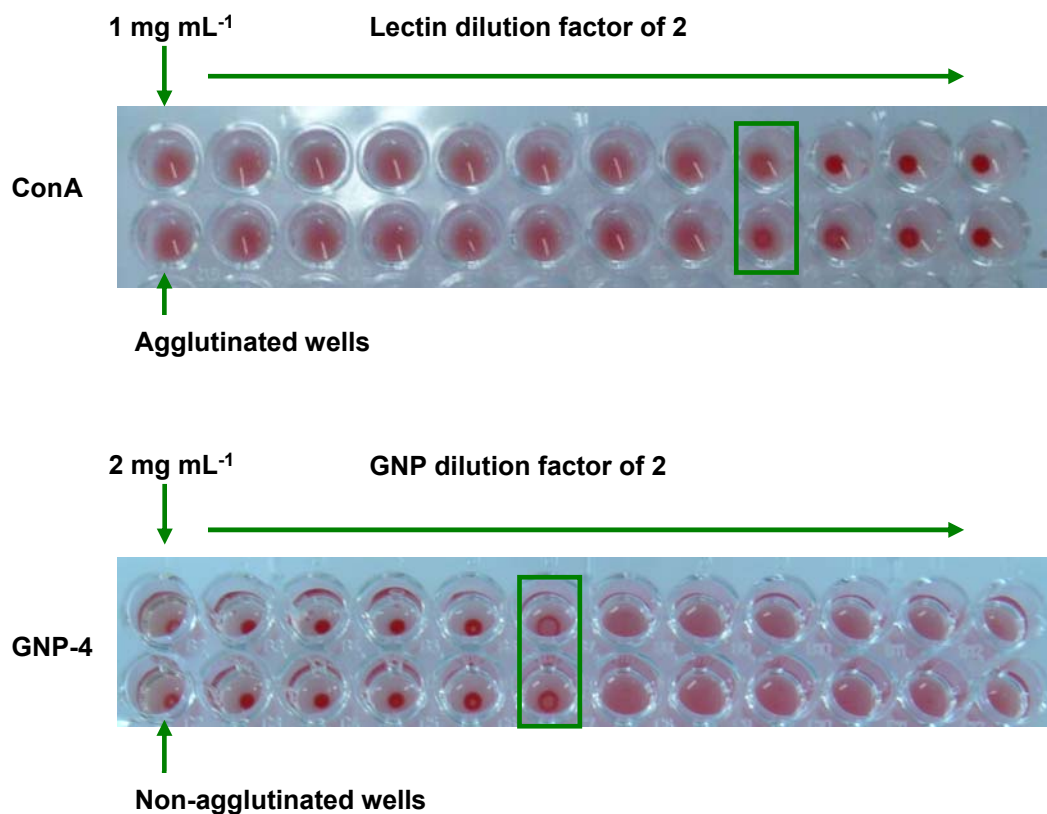 1 mg mL-1 Lectin dilution factor of 2
ConA
Agglutinated wells
2 mg mL-1 GNP dilution factor of 2
GNP-4
Non-agglutinated wells